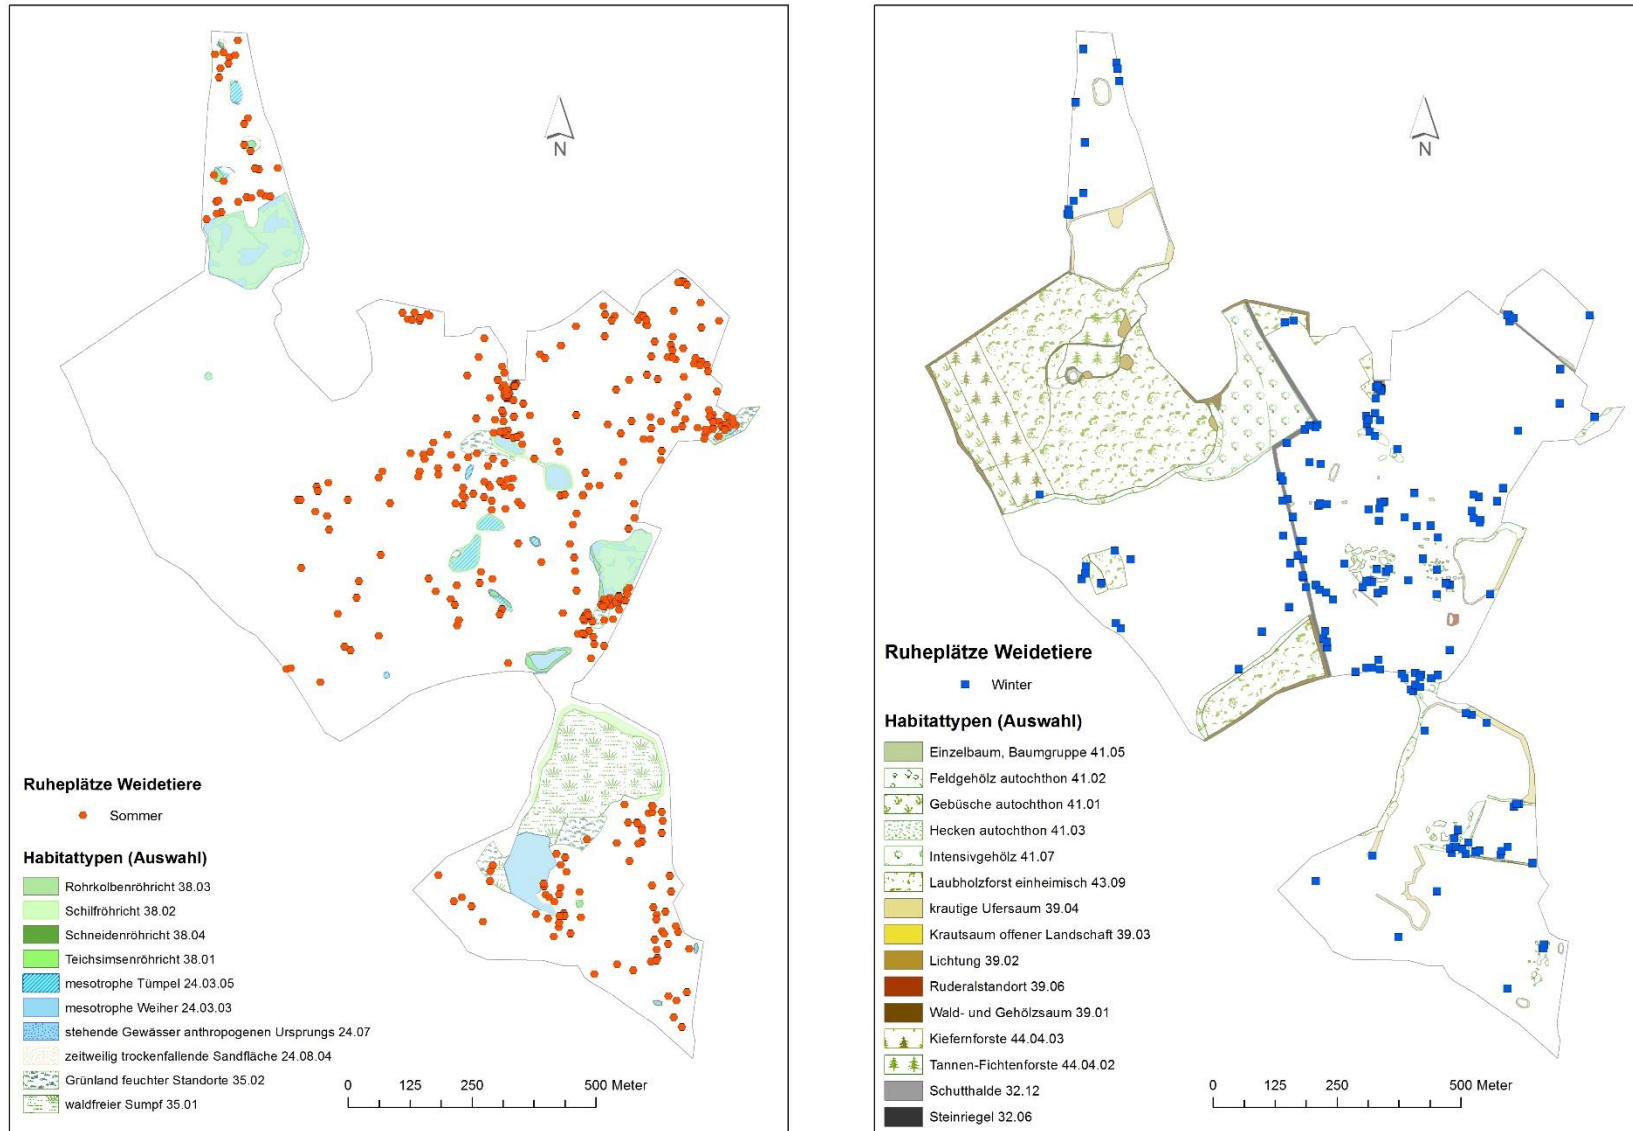 N
Ruheplätze Weidetiere
Sommer
Habitattypen (Auswahl)
Rohrkolbenröhricht 38.03
Schilfröhricht 38.02
Schneidenröhricht 38.04
Teichsimsenröhricht 38.01
mesotrophe Tümpel 24.03.05
mesotrophe Weiher 24.03.03
stehende Gewässer anthropogenen Ursprungs 24.07
zeitweilig trockenfallende Sandfläche 24.08.04
Grünland feuchter Standorte 35.02
waldfreier Sumpf 35.01
0 125 250 500 Meter
N
Ruheplätze Weidetiere
Winter
Habitattypen (Auswahl)
Einzelbaum, Baumgruppe 41.05
Feldgehölz autochthon 41.02
Gebüsche autochthon 41.01
Hecken autochthon 41.03
Intensivgehölz 41.07
Laubholzforst einheimisch 43.09
krautige Ufersaum 39.04
Krautsaum offener Landschaft 39.03
Lichtung 39.02
Ruderalstandort 39.06
Wald- und Gehölzsaum 39.01
Kiefernforste 44.04.03
Tannen-Fichtenforste 44.04.02
Schutthalde 32.12
Steinriegel 32.06
0 125 250 500 Meter